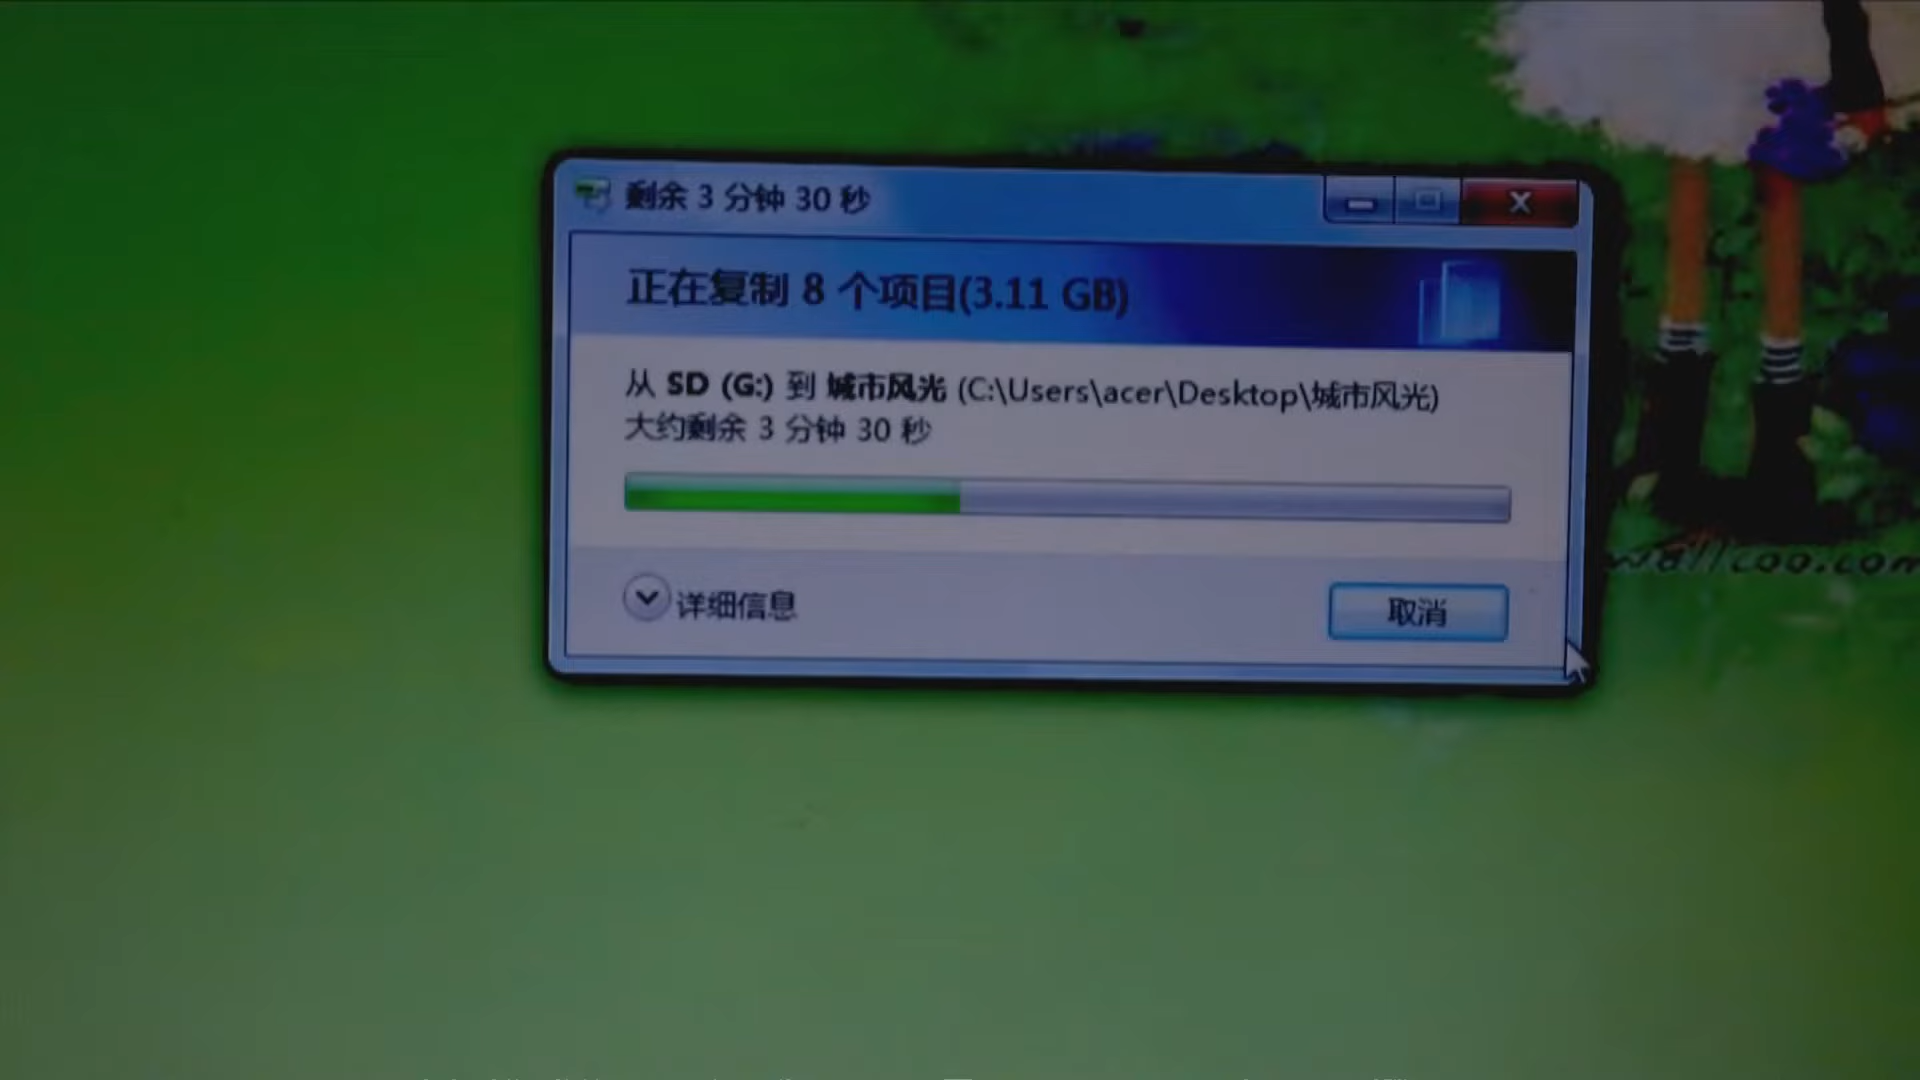 剩余 3 分钟 30 秒
正在复制 8 个项目(3.11 GB)
从 SD (G:) 到 城市风光 (C:\Users\acer\Desktop\城市风光)
大约剩余 3 分钟 30 秒
详细信息
取消
wallcoo.com